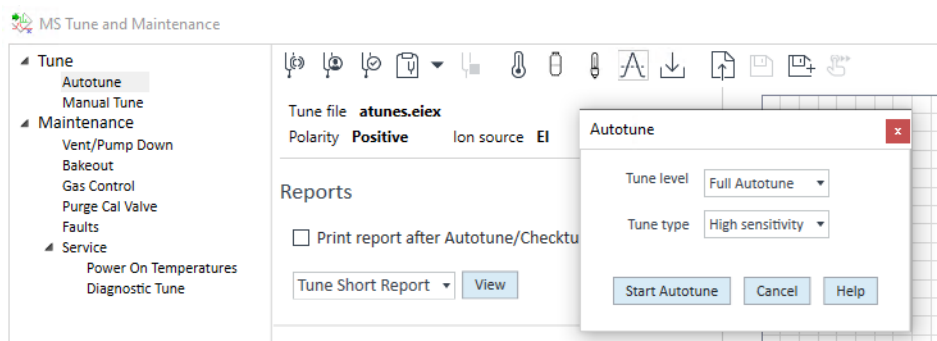 MS Tune and Maintenance
Tune
Autotune
Manual Tune
Maintenance
Vent/Pump Down
Bakeout
Gas Control
Purge Cal Valve
Faults
Service
Power On Temperatures
Diagnostic Tune
Tune file atunes.eiex
Polarity Positive Ion source EI
Reports
Print report after Autotune/Checktu
Tune Short Report View
Autotune x
Tune level Full Autotune
Tune type High sensitivity
Start Autotune Cancel Help